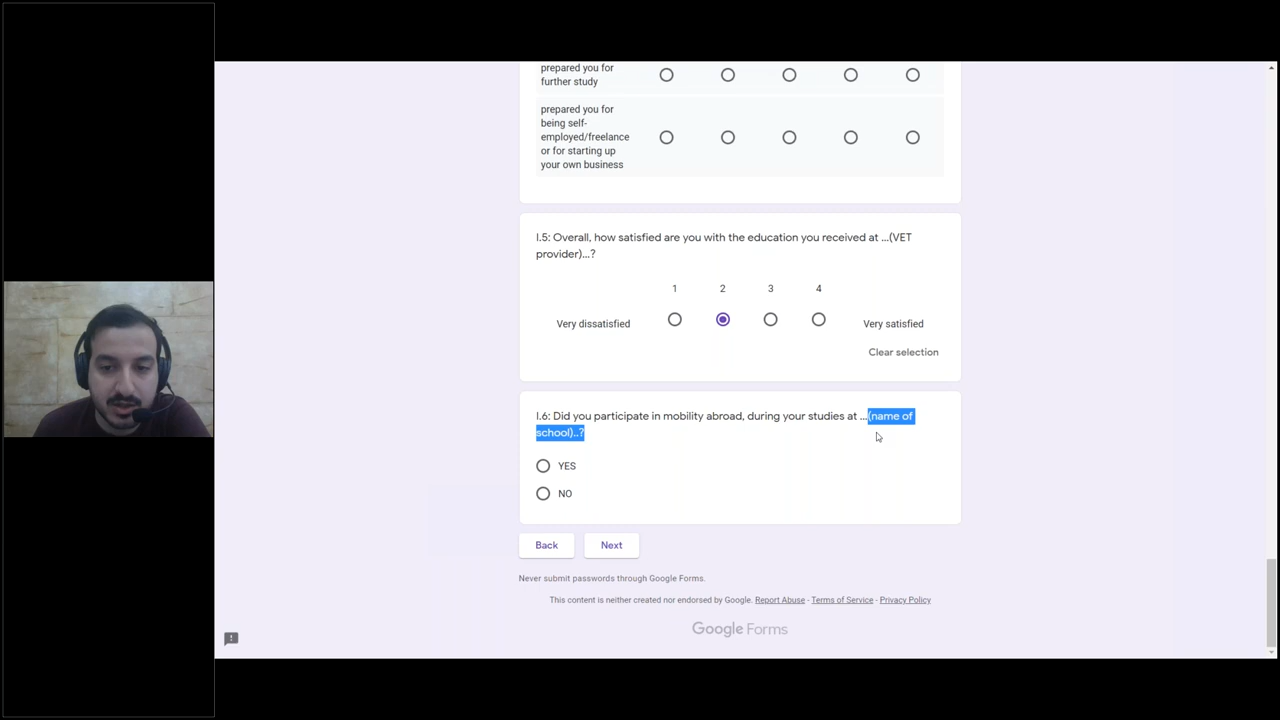 prepared you for
further study
prepared you for
being self-
employed/freelance
or for starting up
your own business
I.5: Overall, how satisfied are you with the education you received at ...(VET
provider)...?
1 2 3 4
Very dissatisfied Very satisfied
Clear selection
I.6: Did you participate in mobility abroad, during your studies at ...(name of
school)..?
YES
NO
Back Next
Never submit passwords through Google Forms.
This content is neither created nor endorsed by Google. Report Abuse - Terms of Service - Privacy Policy
Google Forms